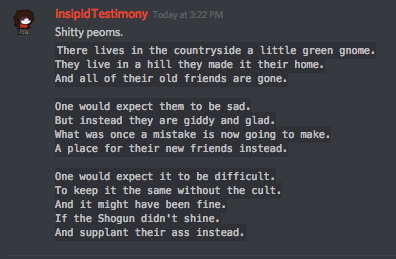 insipidTestimony Today at 3:22 PM
Shitty peoms.
There lives in the countryside a little green gnome.
They live in a hill they made it their home.
And all of their old friends are gone.
One would expect them to be sad.
But instead they are giddy and glad.
What was once a mistake is now going to make.
A place for their new friends instead.
One would expect it to be difficult.
To keep it the same without the cult.
And it might have been fine.
If the Shogun didn't shine.
And supplant their ass instead.